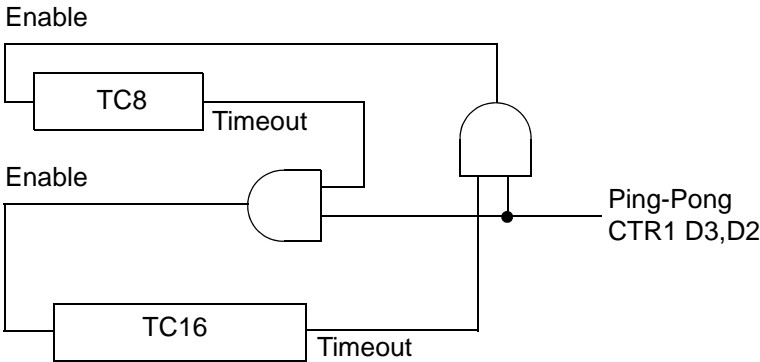 Enable
TC8
Timeout
Enable
Ping-Pong
CTR1 D3,D2
TC16
Timeout